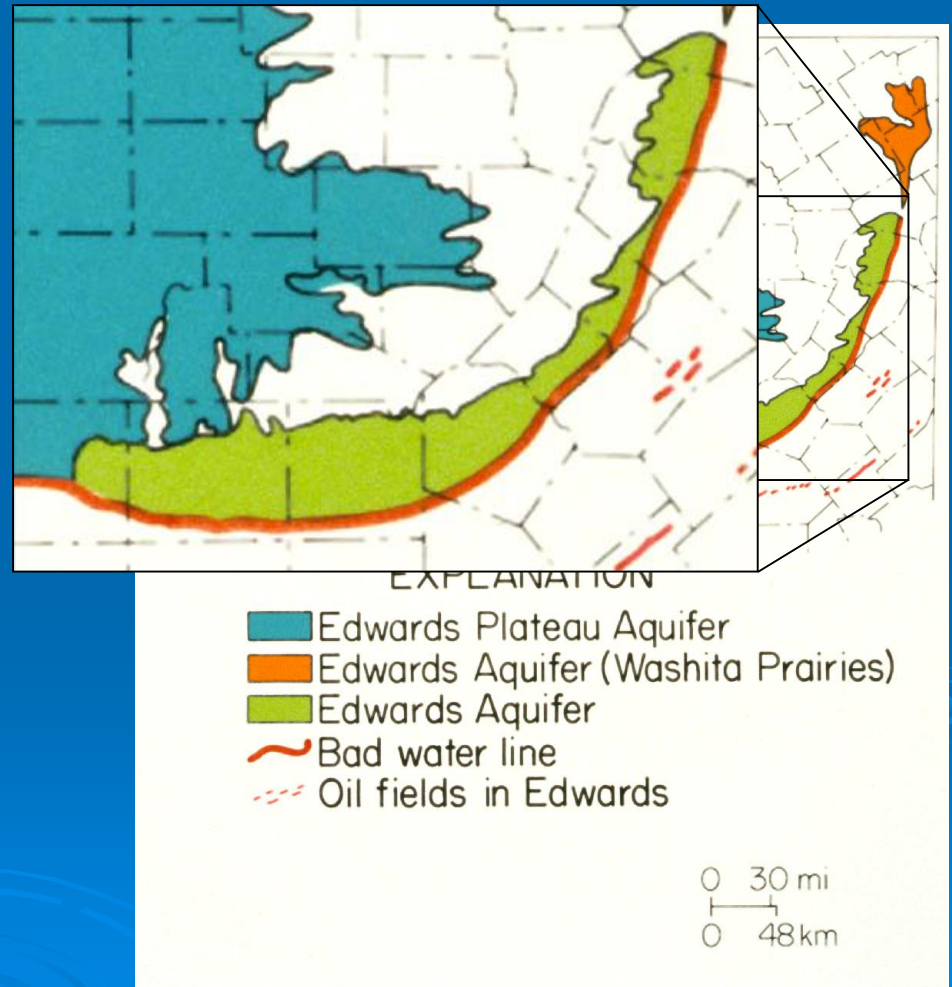 EXPLANATION
Edwards Plateau Aquifer
Edwards Aquifer (Washita Prairies)
Edwards Aquifer
Bad water line
Oil fields in Edwards
0 30 mi
0 48 km